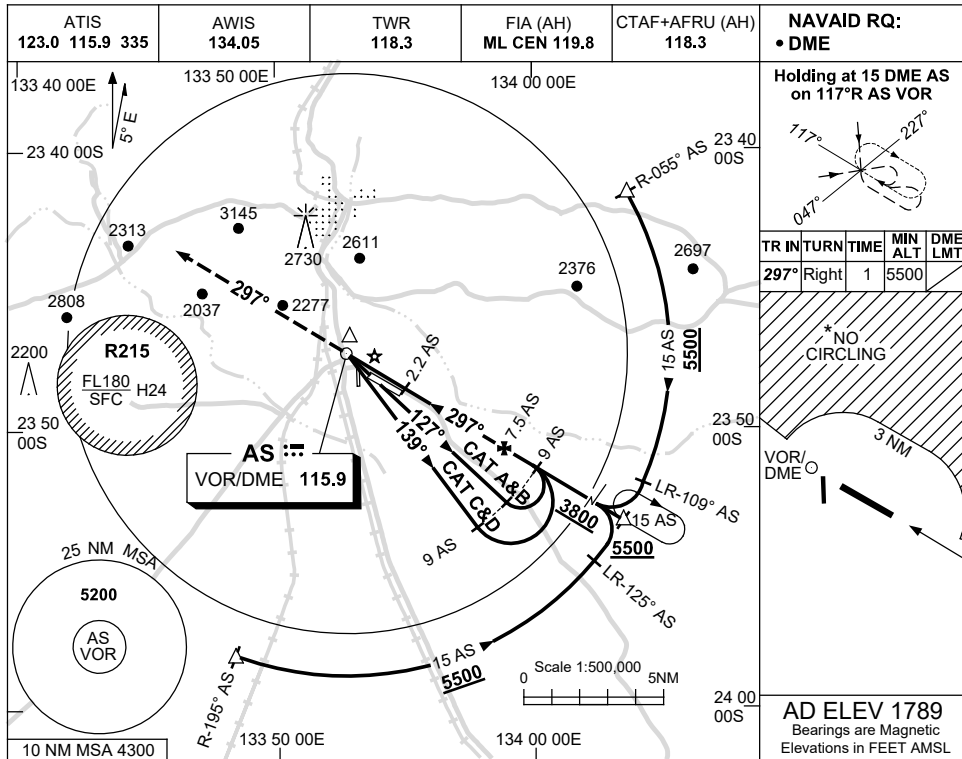 ATIS
123.0 115.9 335
AWIS
134.05
TWR
118.3
FIA (AH)
ML CEN 119.8
CTAF+AFRU (AH)
118.3
NAVAID RQ:
• DME
133 40 00E
133 50 00E
134 00 00E
5° E
23 40
00S
23 40
00S
R-055° AS
2313
3145
2730
2611
2376
2697
2808
2037
2277
297°
2200
R215
FL180
SFC
H24
2.2 AS
15 AS
5500
23 50
00S
23 50
00S
AS
VOR/DME 115.9
297°
7.5 AS
9 AS
127°
CAT A&B
139°
CAT C&D
9 AS
3800
15 AS
5500
LR-109° AS
LR-125° AS
25 NM MSA
5200
AS
VOR
R-195° AS
15 AS
5500
Scale 1:500,000
0 5NM
24 00
00S
10 NM MSA 4300
133 50 00E
134 00 00E
Holding at 15 DME AS
on 117°R AS VOR
117°
227°
047°
TR IN TURN TIME MIN ALT DME LMT
297° Right 1 5500
*NO
CIRCLING
3 NM
VOR/
DME
AD ELEV 1789
Bearings are Magnetic
Elevations in FEET AMSL